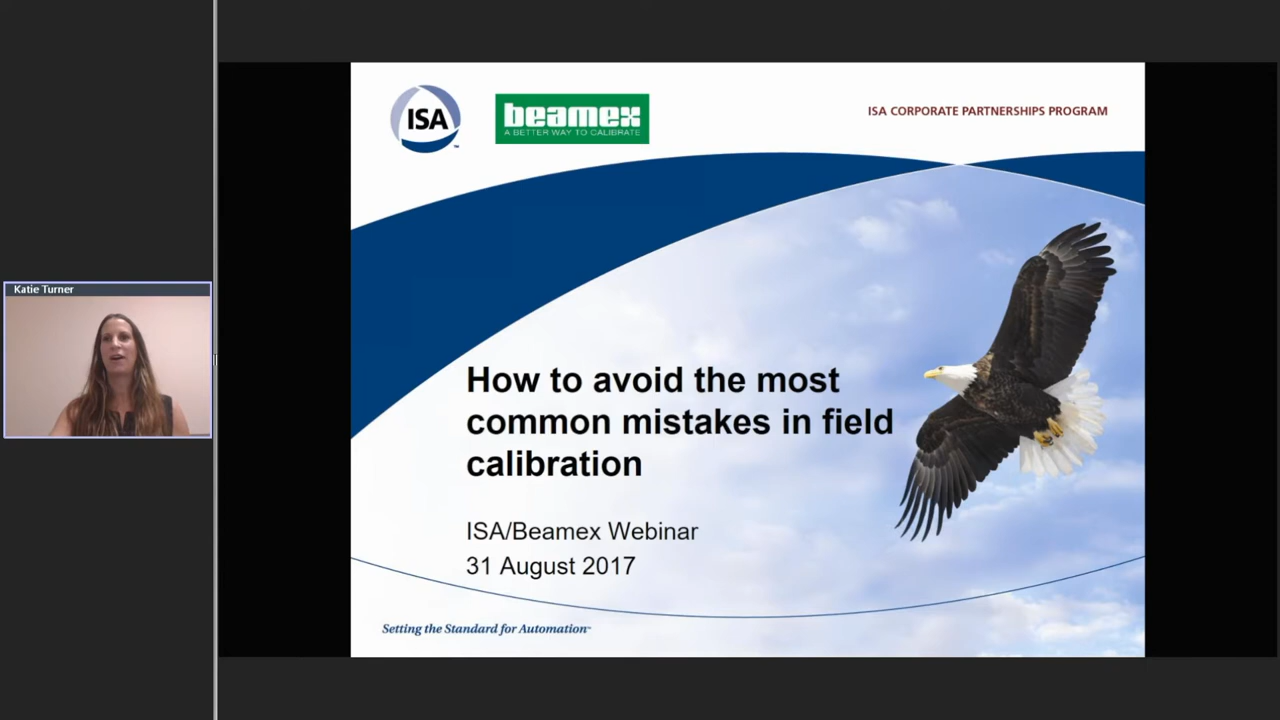 Katie Turner
ISA
beamex
A BETTER WAY TO CALIBRATE
ISA CORPORATE PARTNERSHIPS PROGRAM
How to avoid the most
common mistakes in field
calibration
ISA/Beamex Webinar
31 August 2017
Setting the Standard for Automation™